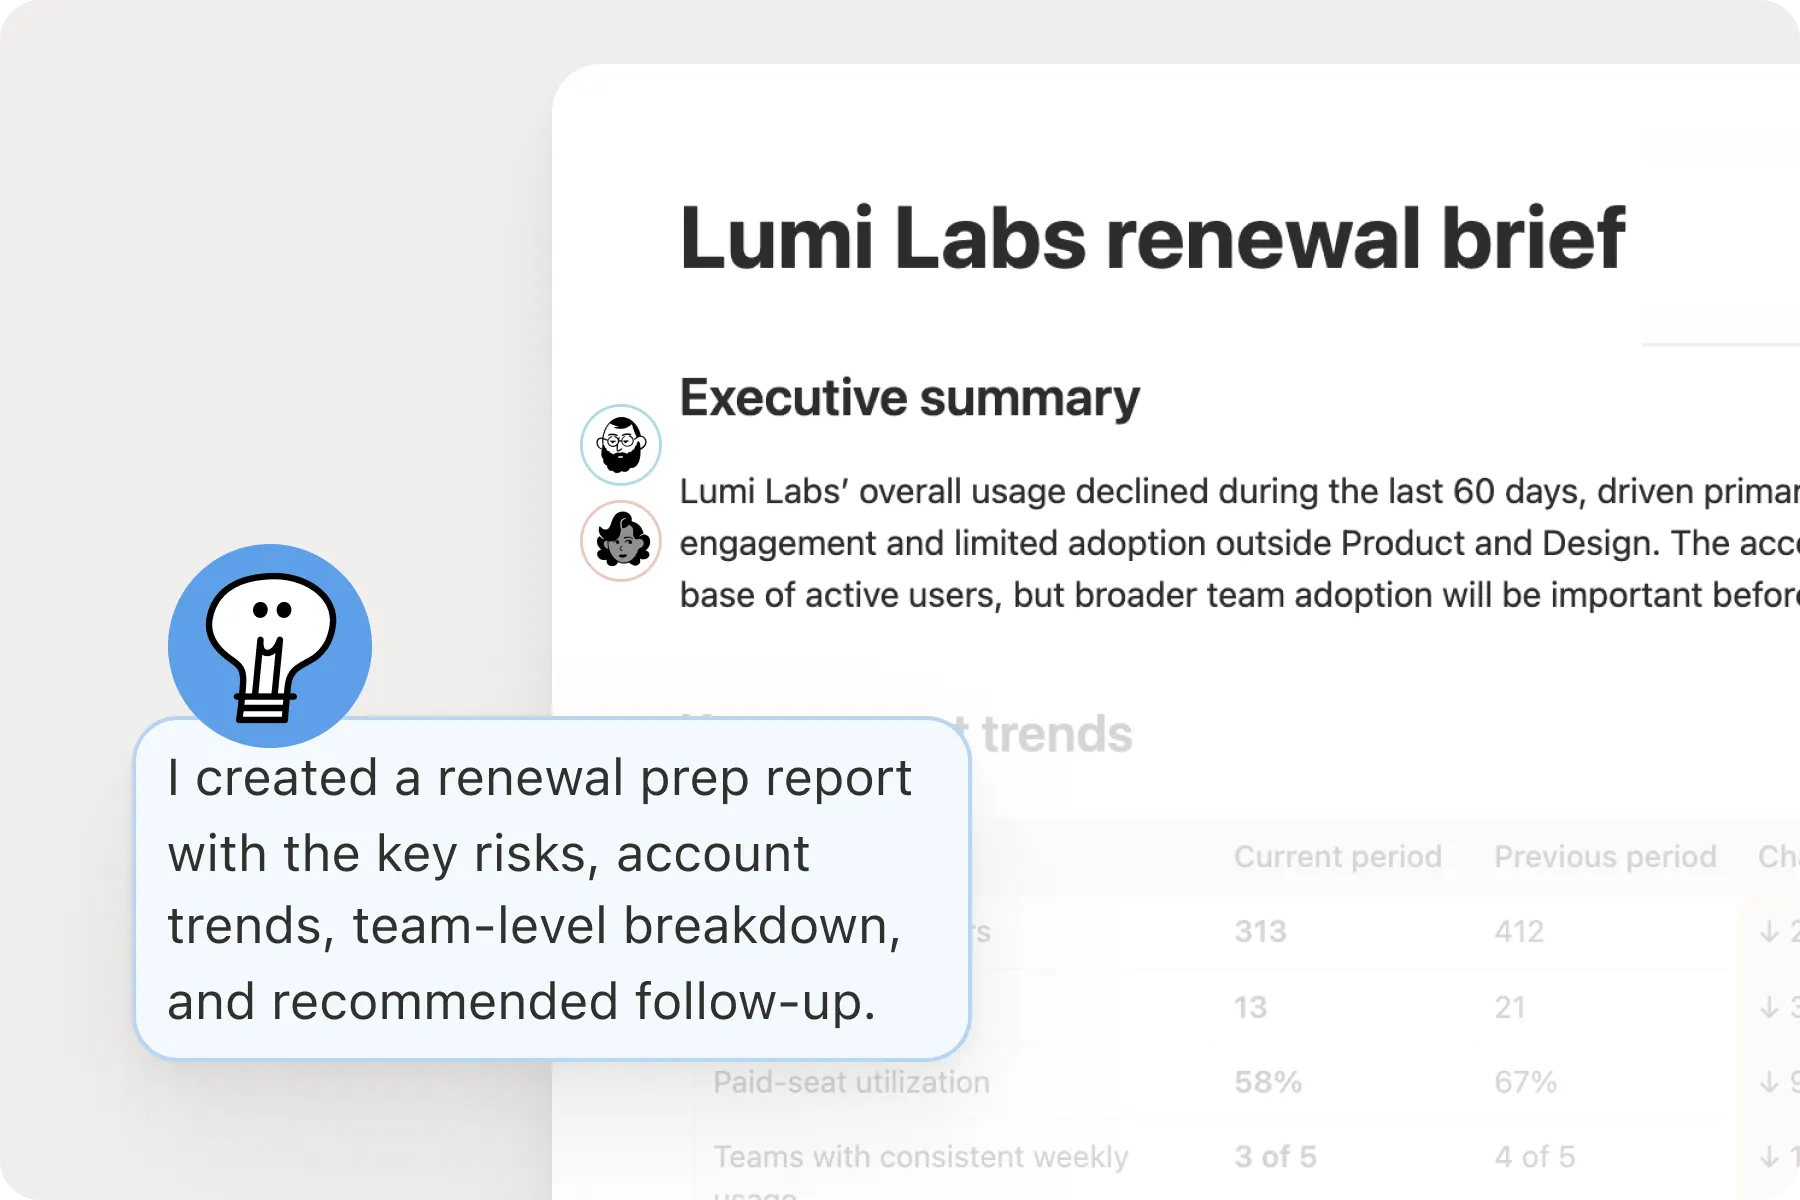 Lumi Labs renewal brief
Executive summary
Lumi Labs’ overall usage declined during the last 60 days, driven
engagement and limited adoption outside Product and Design. The
base of active users, but broader team adoption will be important
trends
I created a renewal prep report
with the key risks, account
trends, team-level breakdown,
and recommended follow-up.
Current period Previous period
313 412 ↓
13 21 ↓
Paid-seat utilization 58% 67% ↓
Teams with consistent weekly 3 of 5 4 of 5 ↓
usage